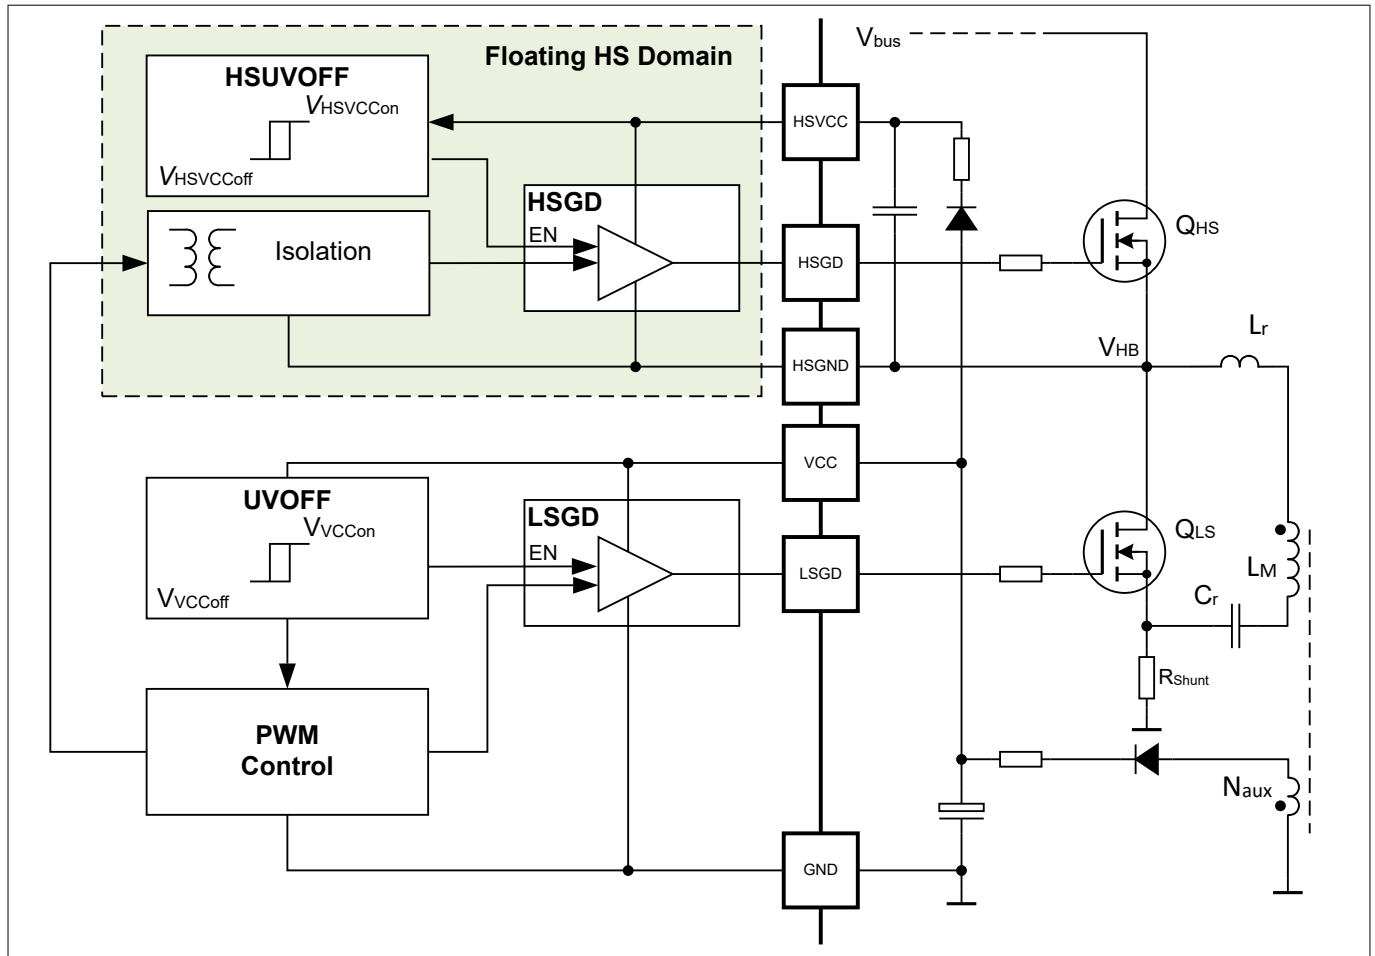 Floating HS Domain
HSUVOFF
VHSVCCon
VHSVCCoff
Isolation
HSGD
EN
HSVCC
HSGD
HSGND
Vbus
QHS
VHB
Lr
VCC
UVOFF
VVCCon
VVCCoff
LSGD
EN
LSGD
QLS
LM
Cr
RShunt
PWM
Control
Naux
GND